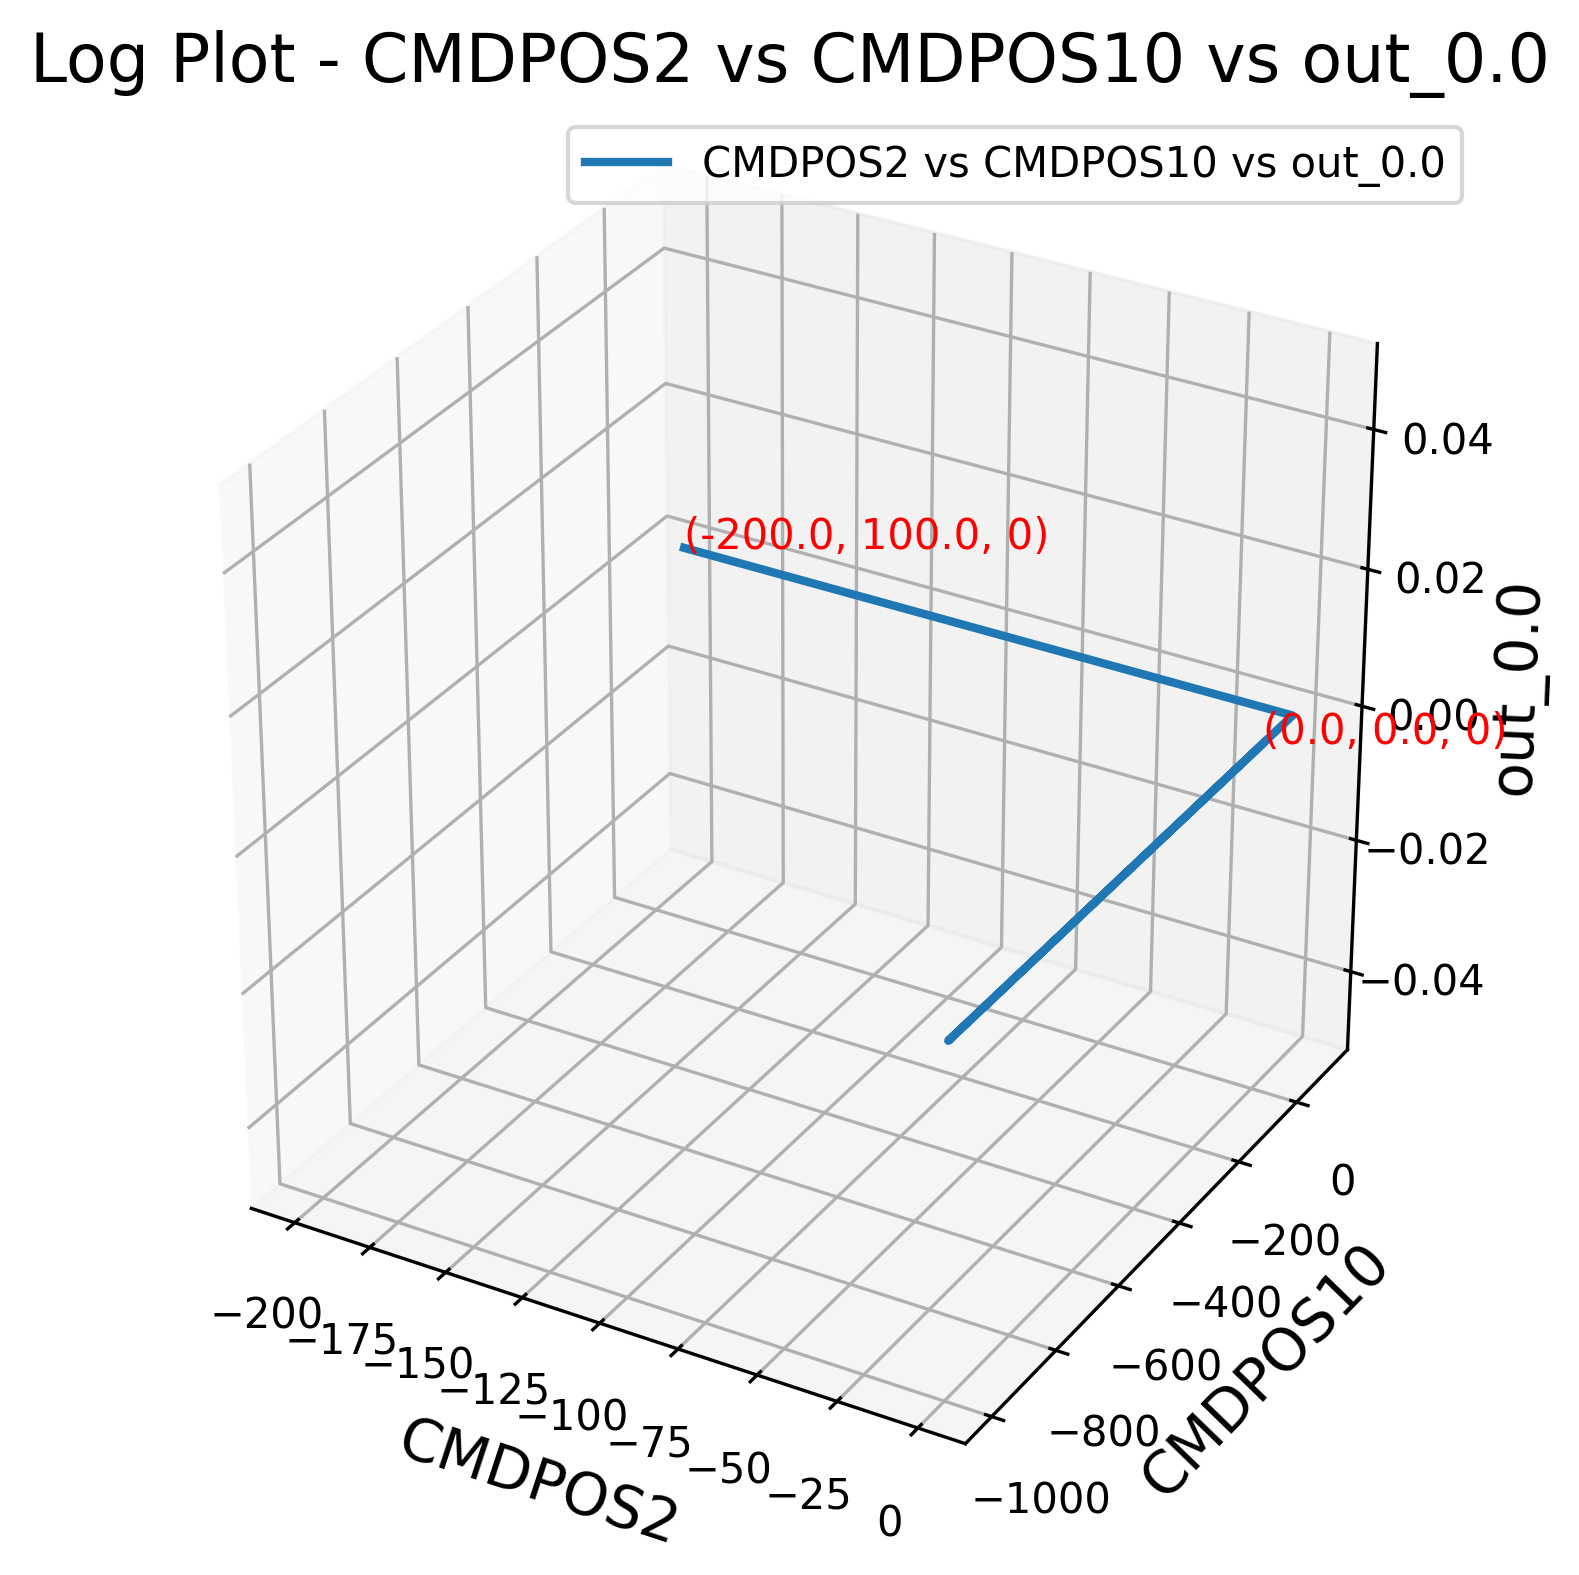 Log Plot - CMDPOS2 vs CMDPOS10 vs out_0.0
CMDPOS2 vs CMDPOS10 vs out_0.0
0.04
(-200.0, 100.0, 0)
0.02
out_0.0
0.00
(0.0, 0.0, 0)
−0.02
−0.04
0
−200
−400
−600
−800
−1000
CMDPOS10
−200
−175
−150
−125
−100
−75
−50
−25
0
CMDPOS2